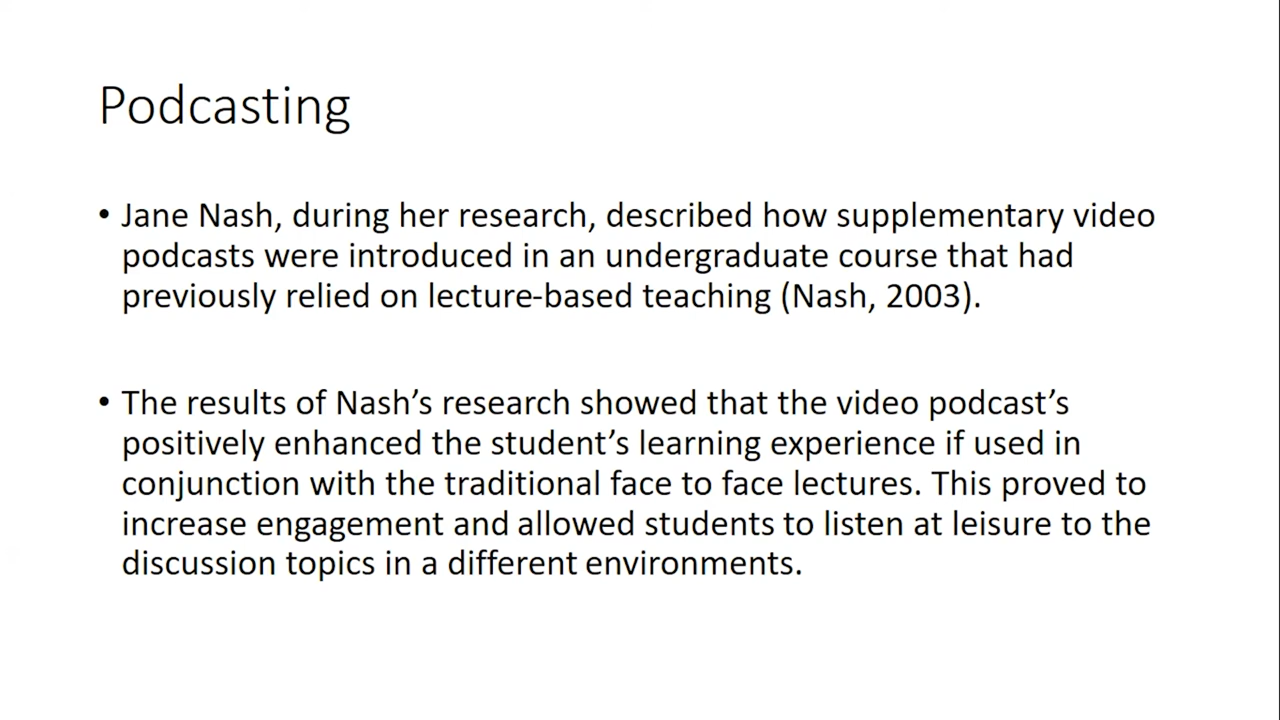 Podcasting
• Jane Nash, during her research, described how supplementary video
podcasts were introduced in an undergraduate course that had
previously relied on lecture-based teaching (Nash, 2003).
• The results of Nash’s research showed that the video podcast’s
positively enhanced the student’s learning experience if used in
conjunction with the traditional face to face lectures. This proved to
increase engagement and allowed students to listen at leisure to the
discussion topics in a different environments.